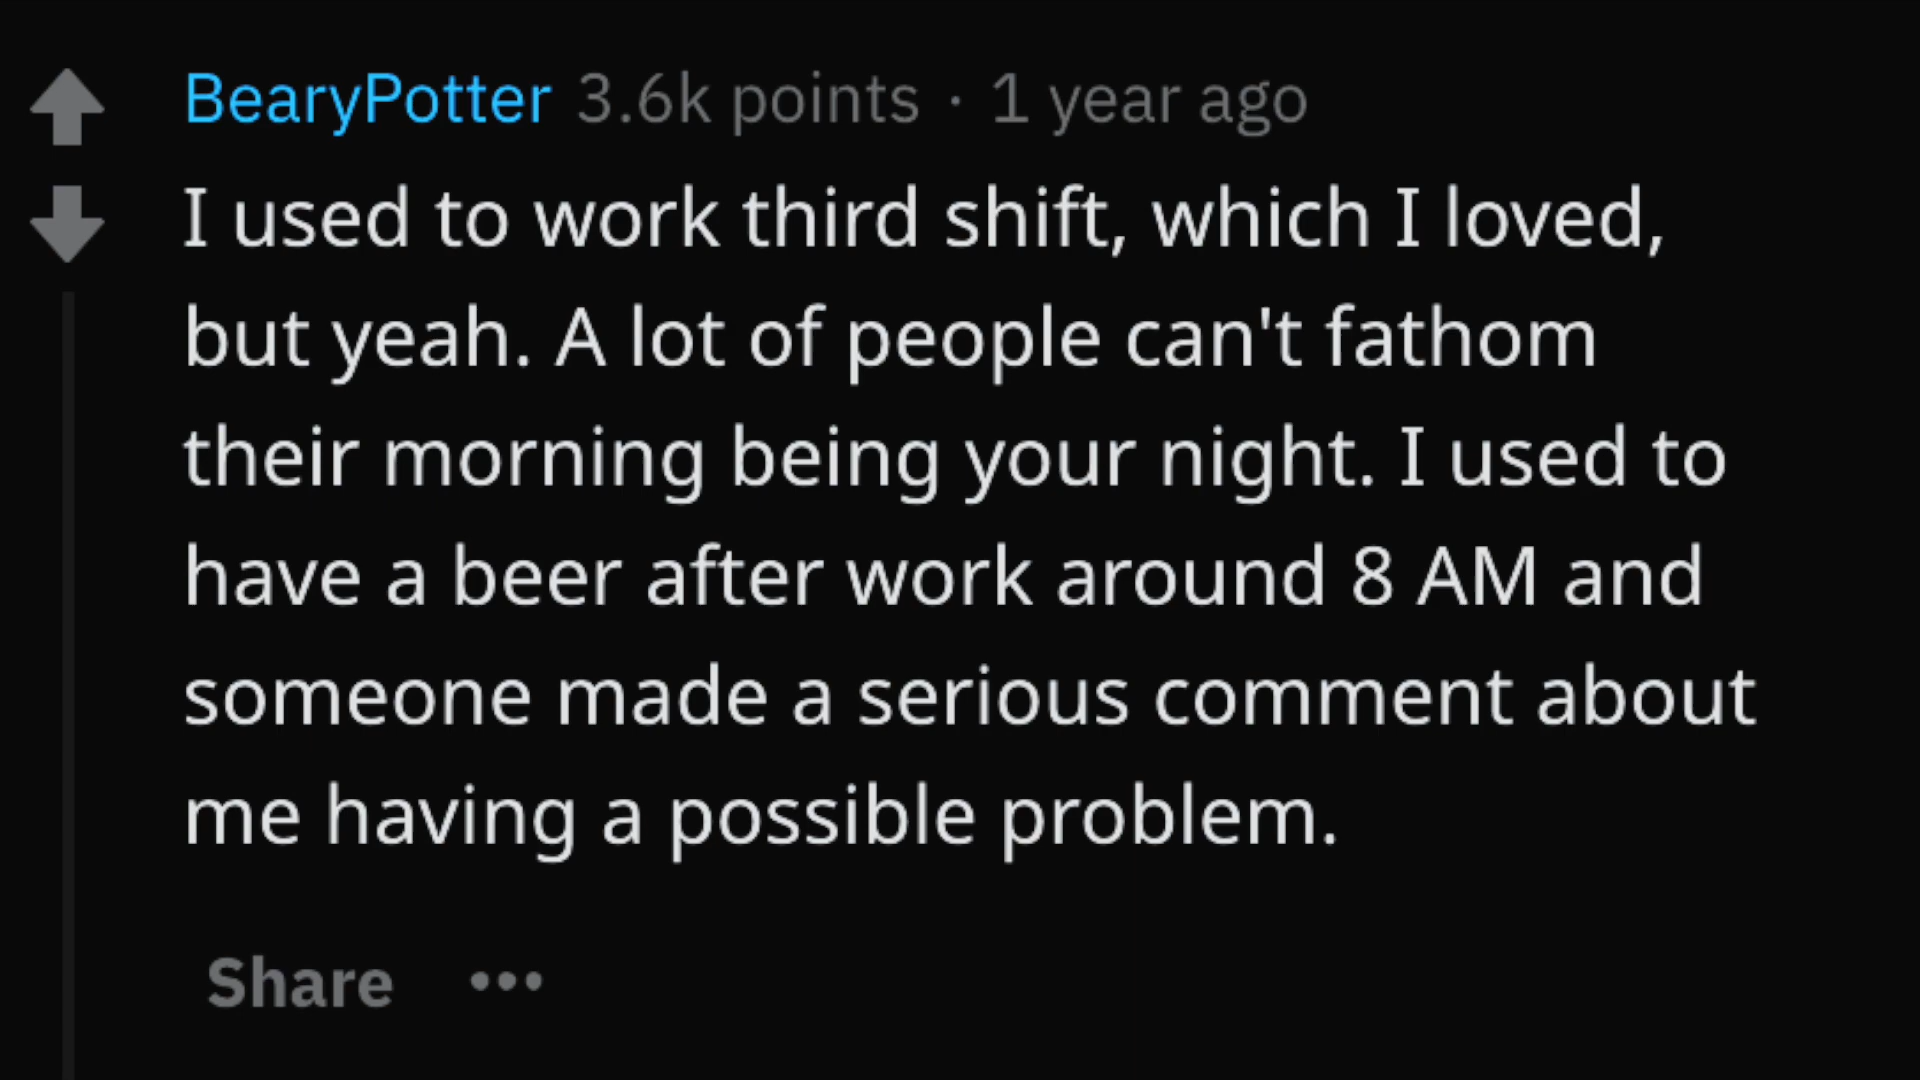 BearyPotter 3.6k points · 1 year ago
I used to work third shift, which I loved,
but yeah. A lot of people can't fathom
their morning being your night. I used to
have a beer after work around 8 AM and
someone made a serious comment about
me having a possible problem.
Share •••